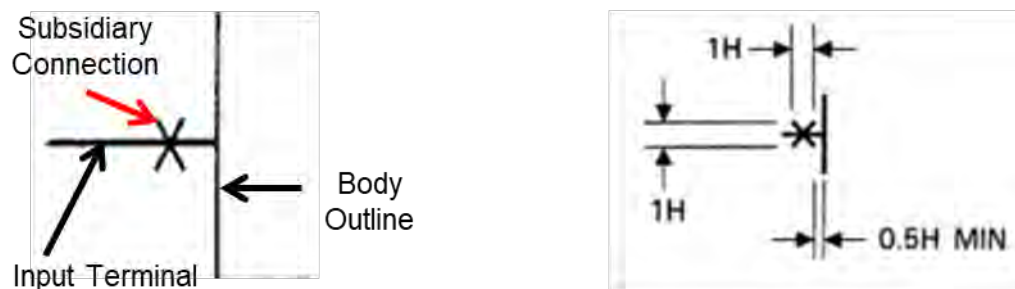 Subsidiary
Connection
Body
Outline
Input Terminal
1H
1H
0.5H MIN